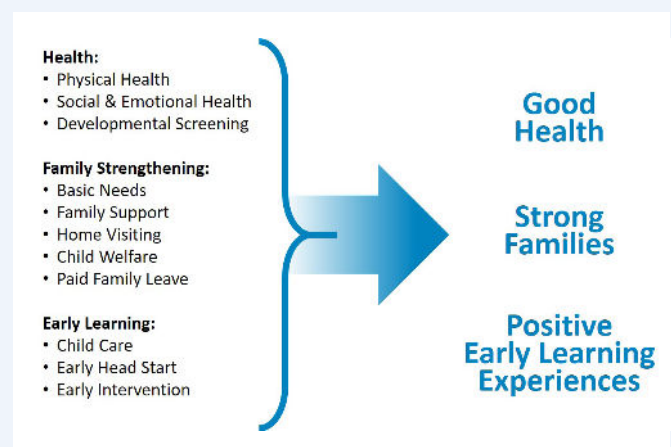 Health:
• Physical Health
• Social & Emotional Health
• Developmental Screening
Family Strengthening:
• Basic Needs
• Family Support
• Home Visiting
• Child Welfare
• Paid Family Leave
Early Learning:
• Child Care
• Early Head Start
• Early Intervention
Good
Health
Strong
Families
Positive
Early Learning
Experiences